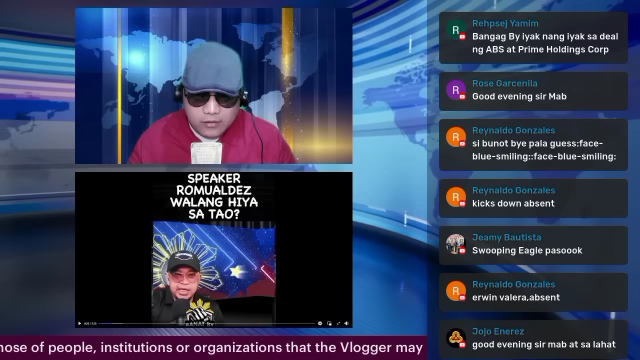 SPEAKER
ROMUALDEZ
WALANG HIYA
SA TAO?
hose of people, institutions or organizations that the Vlogger may
Rehpsej Yamim
Bangag By iyak nang iyak sa deal
ng ABS at Prime Holdings Corp
Rose Garcenila
Good evening sir Mab
Reynaldo Gonzales
si bunot bye pala guess:face-
blue-smiling::face-blue-smiling:
Reynaldo Gonzales
kicks down absent
Jeamy Bautista
Swooping Eagle pasoook
Reynaldo Gonzales
erwin valera,absent
Jojo Enerez
good evening sir mab at sa lahat